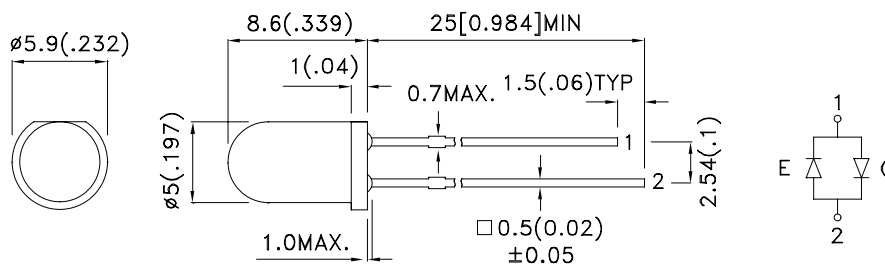 8.6(.339)
25[0.984]MIN
ø5.9(.232)
1(.04)
0.7MAX.
1.5(.06)TYP
ø5(.197)
1
2
2.54(.1)
1.0MAX.
□0.5(0.02)
±0.05
1
E
2